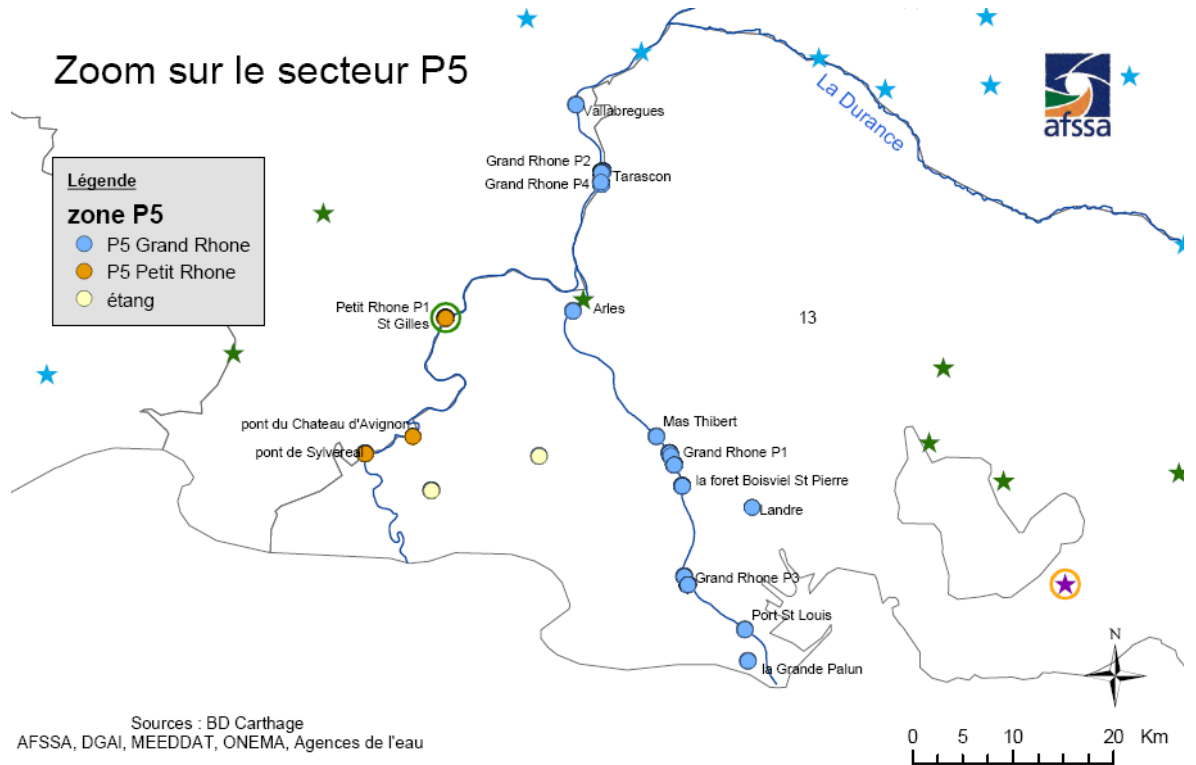 Zoom sur le secteur P5
afssa
La Durance
Vallabregues
Grand Rhone P2
Tarascon
Grand Rhone P4
Légende
zone P5
P5 Grand Rhone
P5 Petit Rhone
étang
Petit Rhone P1
St Gilles
Arles
13
Mas Thibert
pont du Chateau d'Avignon
pont de Sylvereal
Grand Rhone P1
la foret Boisviel St Pierre
Landre
Grand Rhone P3
Port St Louis
la Grande Palun
N
Sources : BD Carthage
AFSSA, DGAl, MEEDDAT, ONEMA, Agences de l'eau
0 5 10 20 Km